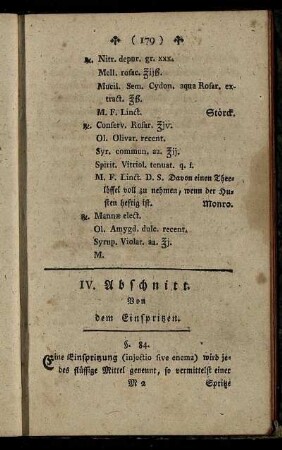 ( 179 )
℞. Nitr. depur. gr. xxx.
Mell. rosac. ℥ijß.
Mucil. Sem. Cydon. aqua Rosar. ex-
tract. ℥ß.
M. F. Linct. Störck.
℞. Conserv. Rosar. ℥jv.
Ol. Olivar. recent.
Syr. commun. aa. ℥ij.
Spirit. Vitriol. tenuat. q. s.
M. F. Linct. D. S. Davon einen Thee-
löffel voll zu nehmen, wenn der Hu-
sten heftig ist. Monro.
℞. Mannæ elect.
Ol. Amygd. dulc. recent.
Syrup. Violar. aa. ℥j.
M.
IV. Abschnitt.
Von
dem Einspritzen.
§. 84.
Eine Einspritzung (injectio sive enema) wird je-
des flüssige Mittel genennt, so vermittelst einer
M 2 Spritze